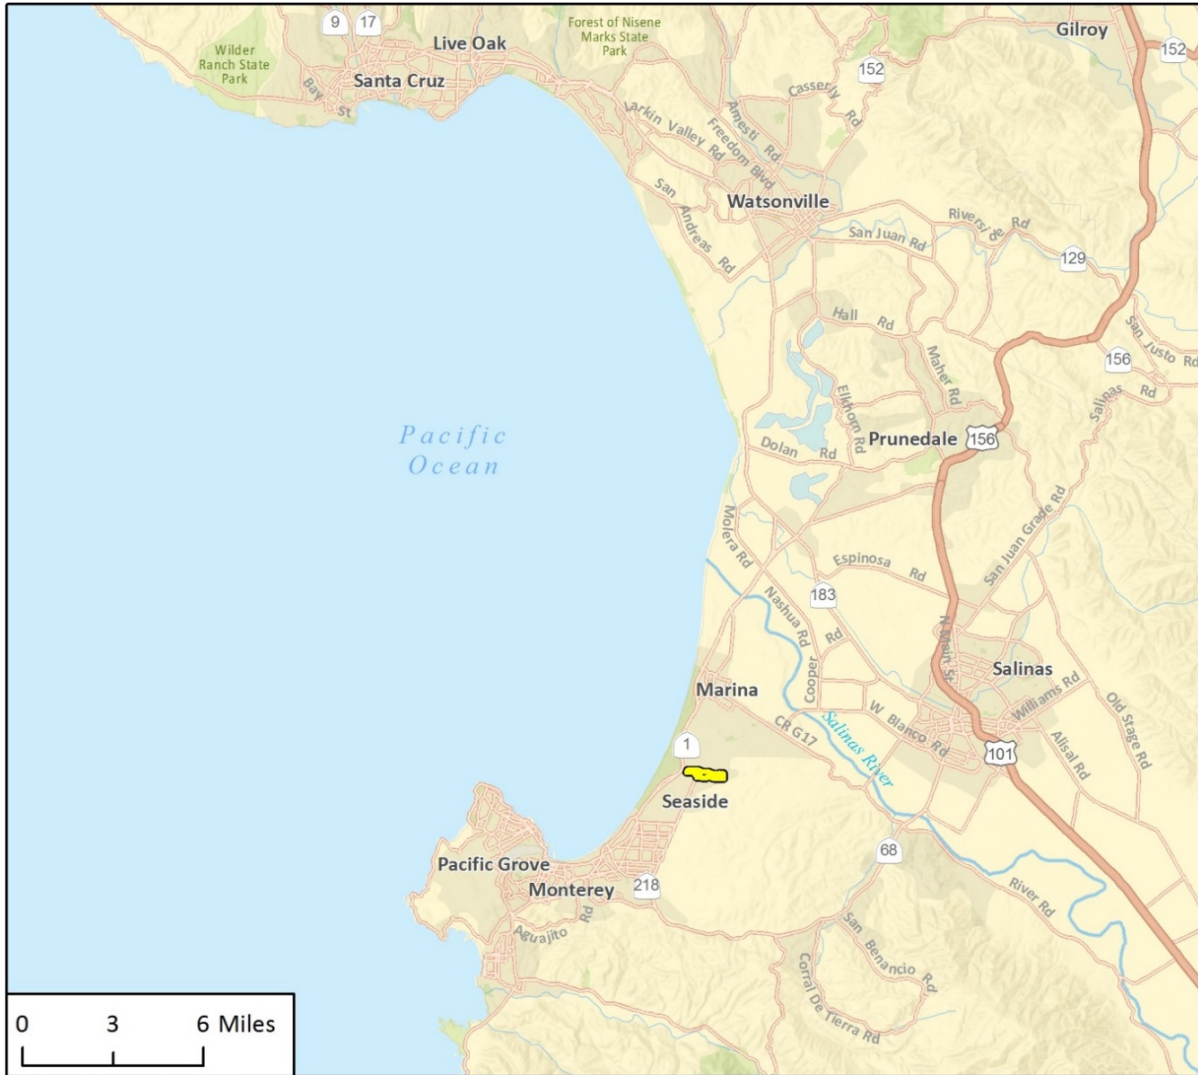 9
17
Live Oak
Forest of Nisene
Marks State
Park
Gilroy
152
Wilder
Ranch State
Park
152
Santa Cruz
Bay St
Casserly Rd
Larkin Valley Rd
Freedom Blvd
Amesti Rd
San Andreas Rd
Watsonville
Riverside Rd
San Juan Rd
129
Hall Rd
San Justo Rd
156
Maher Rd
Elkhorn Rd
Salinas Rd
Pacific
Ocean
Dolan Rd
Prunedale
156
Molera Rd
San Juan Grade Rd
Espinosa Rd
183
Nashua Rd
Cooper Rd
N Main St
Salinas
Marina
Williams Rd
Old Stage Rd
W Blanco Rd
CR G17
Salinas River
Alisal Rd
1
101
Seaside
68
Pacific Grove
218
Monterey
River Rd
Aguajito Rd
San Benancio Rd
Corral De Tierra Rd
0 3 6 Miles